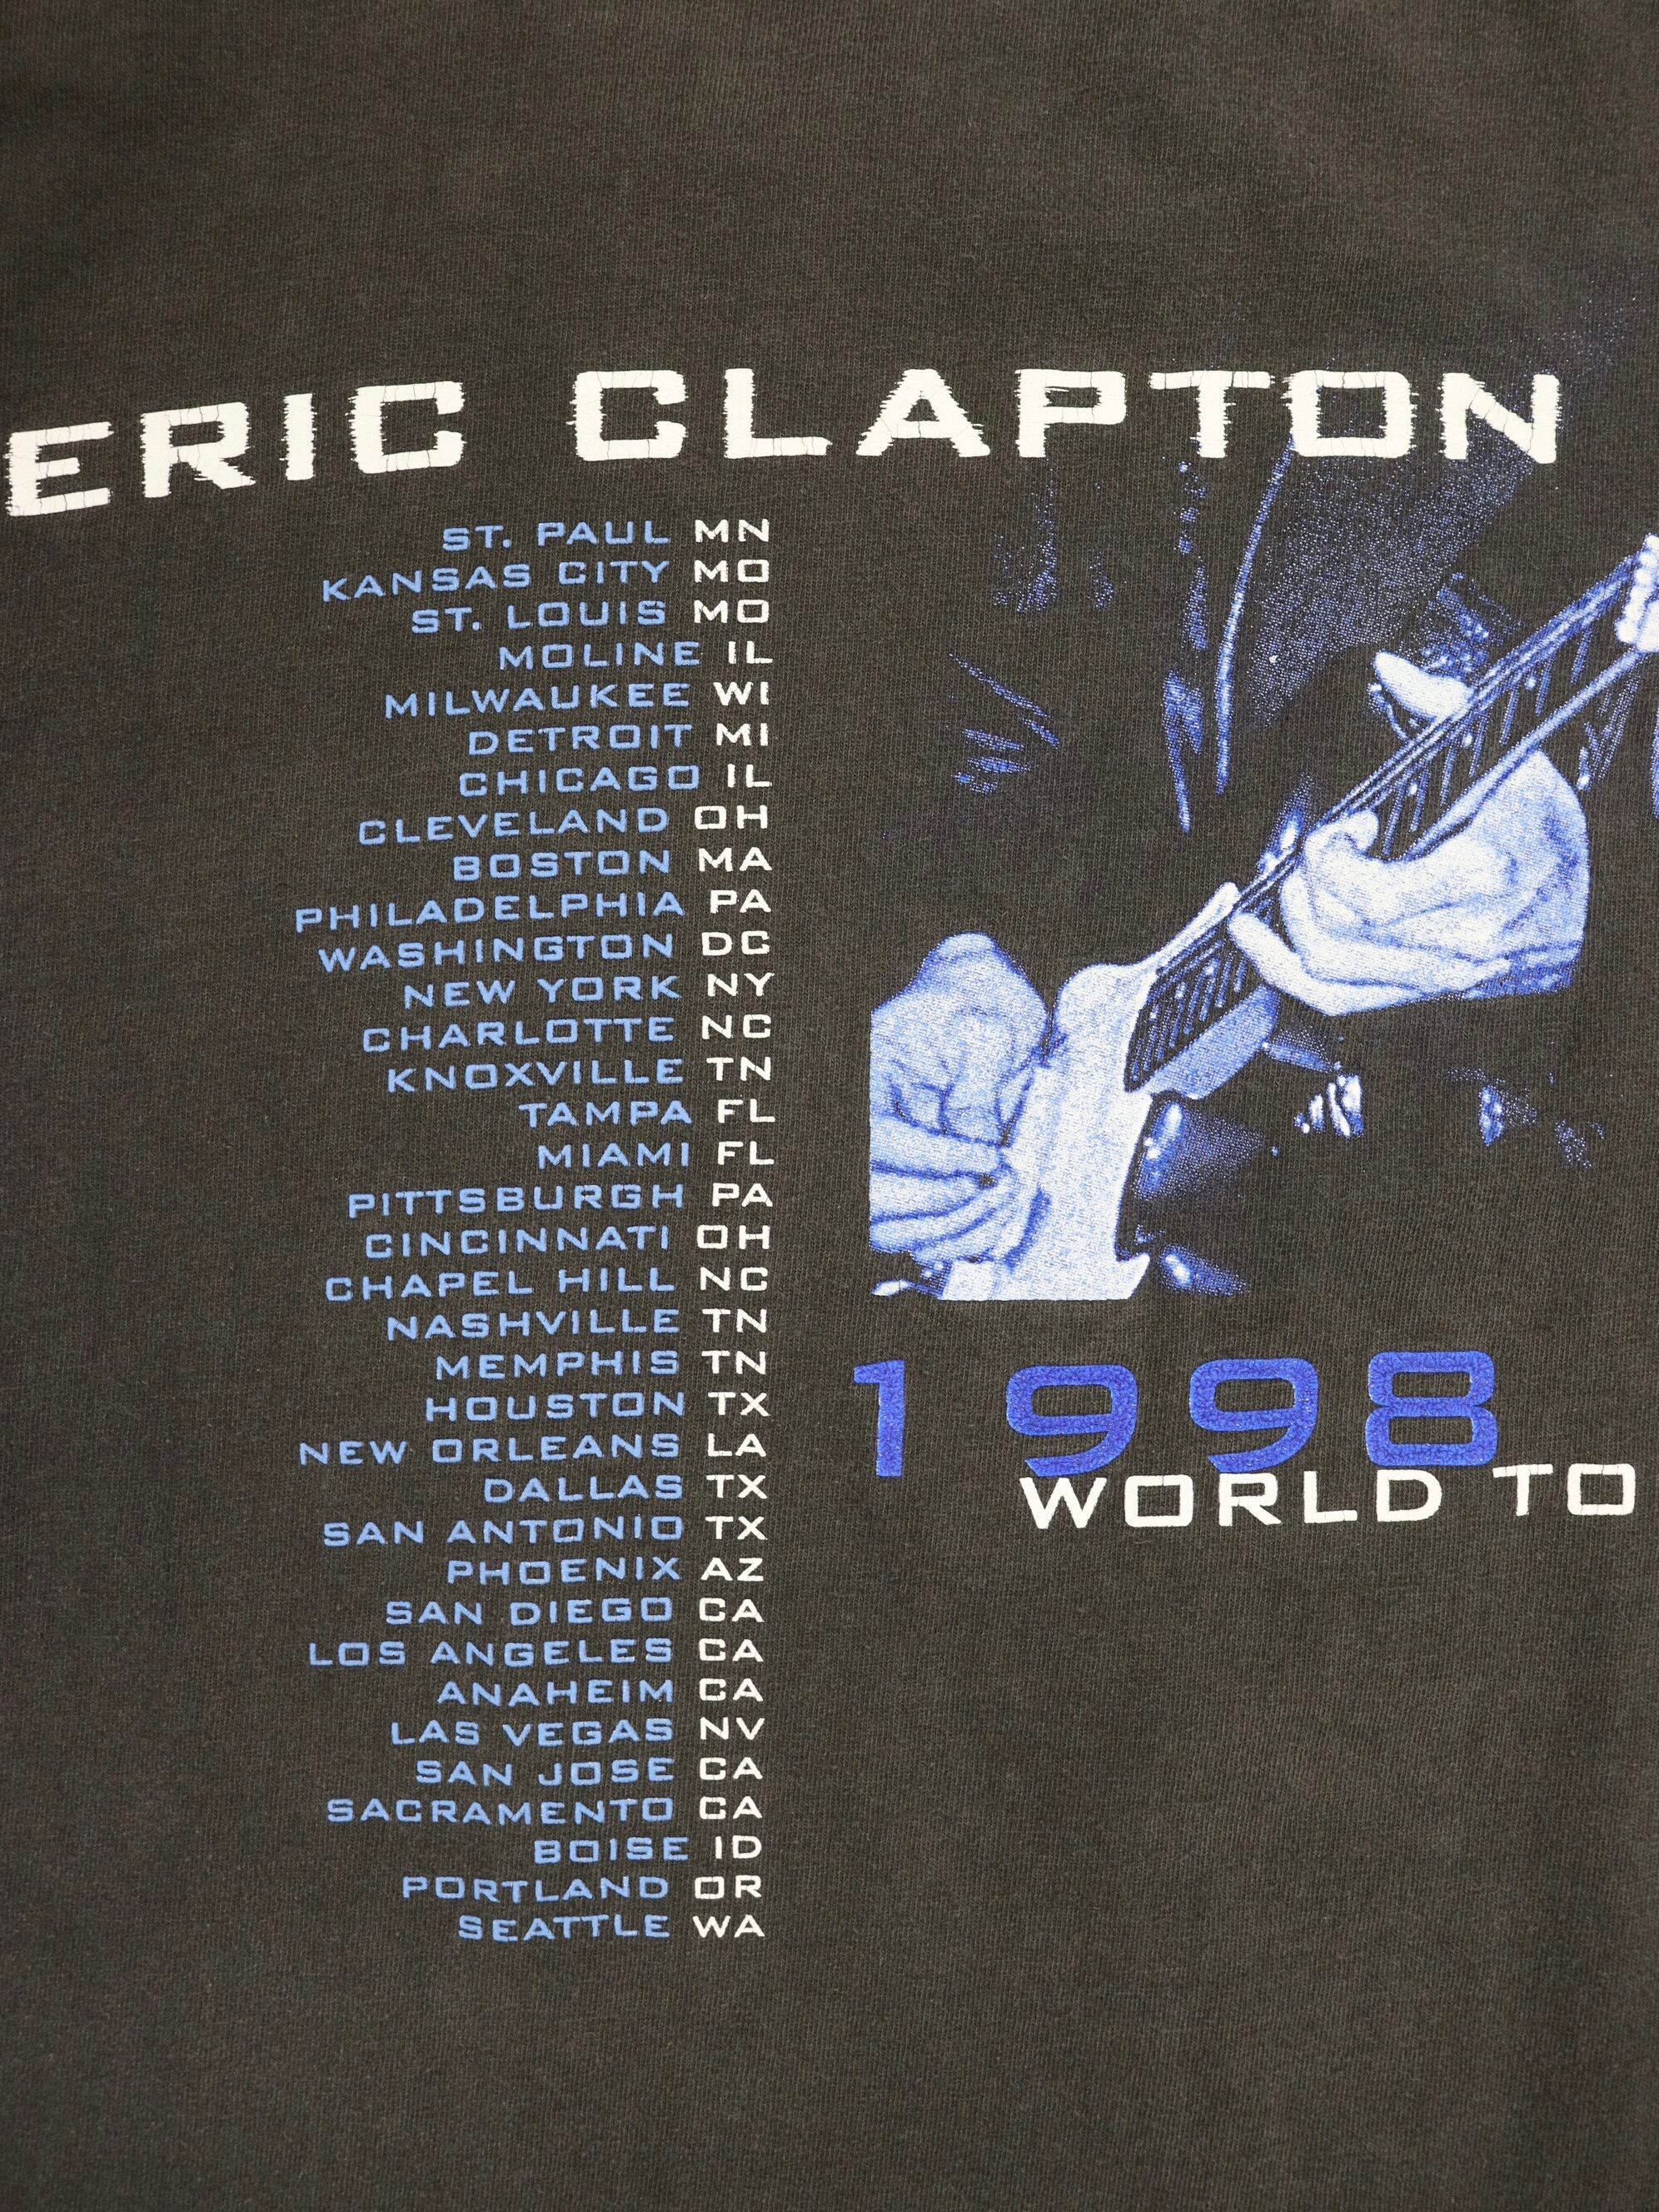 ERIC CLAPTON
ST. PAUL MN
KANSAS CITY MO
ST. LOUIS MO
MOLINE IL
MILWAUKEE WI
DETROIT MI
CHICAGO IL
CLEVELAND OH
BOSTON MA
PHILADELPHIA PA
WASHINGTON DC
NEW YORK NY
CHARLOTTE NC
KNOXVILLE TN
TAMPA FL
MIAMI FL
PITTSBURGH PA
CINCINNATI OH
CHAPEL HILL NC
NASHVILLE TN
MEMPHIS TN
HOUSTON TX
NEW ORLEANS LA
DALLAS TX
SAN ANTONIO TX
PHOENIX AZ
SAN DIEGO CA
LOS ANGELES CA
ANAHEIM CA
LAS VEGAS NV
SAN JOSE CA
SACRAMENTO CA
BOISE ID
PORTLAND OR
SEATTLE WA
1998
WORLD TO